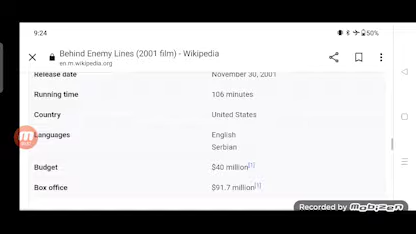 9:24
50%
Behind Enemy Lines (2001 film) - Wikipedia
en.m.wikipedia.org
Release date November 30, 2001
Running time 106 minutes
Country United States
Languages English
Serbian
Budget $40 million[1]
Box office $91.7 million[1]
Recorded by Mobizen